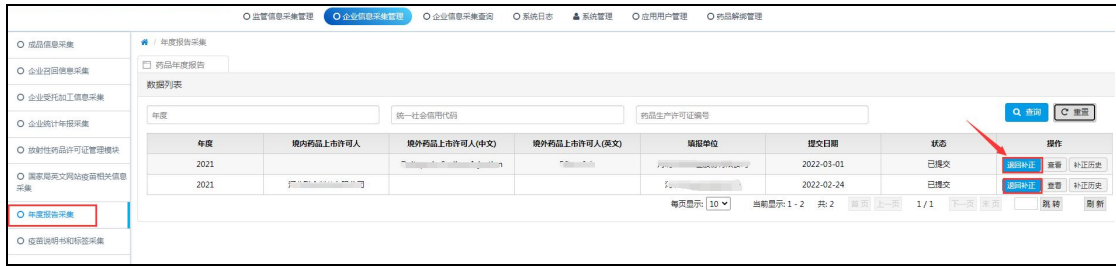 监管信息采集管理 企业信息采集管理 企业信息采集查询 系统日志 系统管理 应用用户管理 药品解绑管理
成品信息采集
企业召回信息采集
企业受托加工信息采集
企业统计年报采集
放射性药品许可证管理模块
国家局英文网站疫苗相关信息
采集
年度报告采集
疫苗说明书和标签采集
/ 年度报告采集
药品年度报告
数据列表
年度 统一社会信用代码 药品生产许可证编号 查询 重置
年度 境内药品上市许可人 境外药品上市许可人(中文) 境外药品上市许可人(英文) 填报单位 提交日期 状态 操作
2021 2022-03-01 已提交 退回补正 查看 补正历史
2021 2022-02-24 已提交 退回补正 查看 补正历史
每页显示: 10 当前显示: 1 - 2 共: 2 首页 上一页 1 / 1 下一页 末页 跳转 刷新